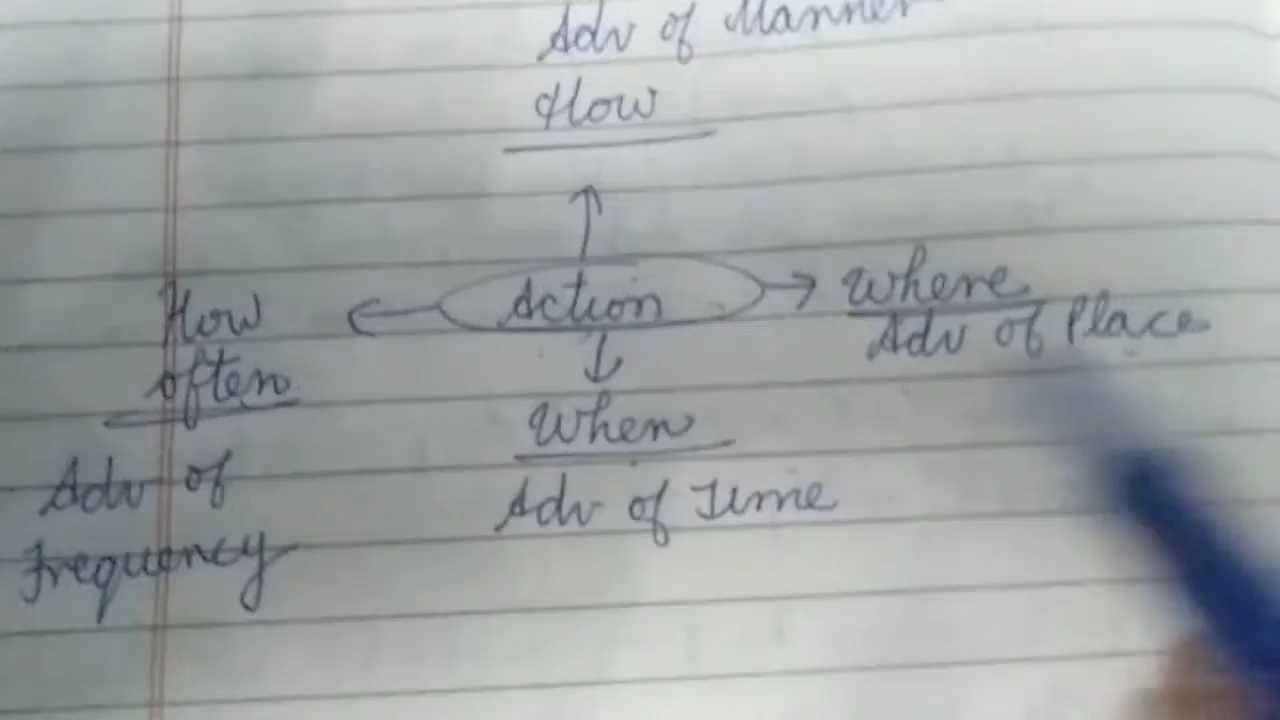 Adv of Manner
How
Action
Where
Adv of Place
How
often
When
Adv of
frequency
Adv of Time